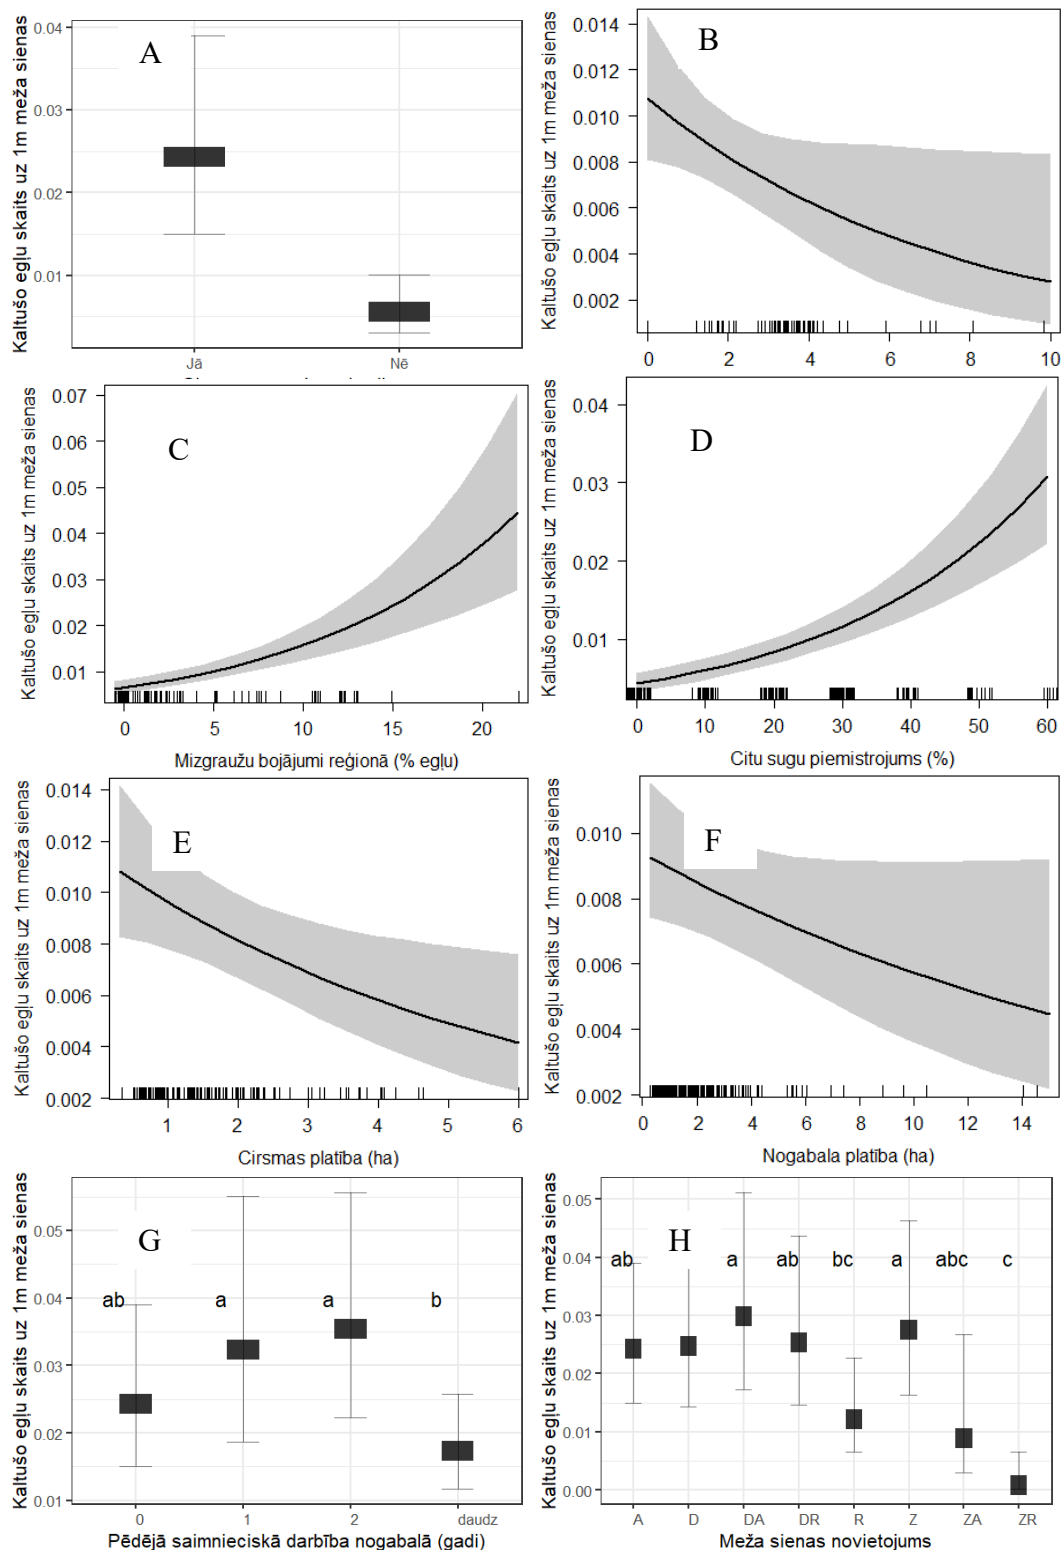 Kaltušo egļu skaits uz 1m meža sienas
A
0.04
0.03
0.02
0.01
Jā
Nē
Kaltušo egļu skaits uz 1m meža sienas
B
0.014
0.012
0.010
0.008
0.006
0.004
0.002
0 2 4 6 8 10
Kaltušo egļu skaits uz 1m meža sienas
C
0.07
0.06
0.05
0.04
0.03
0.02
0.01
0 5 10 15 20
Mizgraužu bojājumi reģionā (% egļu)
Kaltušo egļu skaits uz 1m meža sienas
D
0.04
0.03
0.02
0.01
0 10 20 30 40 50 60
Citu sugu piemistrojums (%)
Kaltušo egļu skaits uz 1m meža sienas
E
0.014
0.012
0.010
0.008
0.006
0.004
0.002
1 2 3 4 5 6
Cirsmas platība (ha)
Kaltušo egļu skaits uz 1m meža sienas
F
0.010
0.008
0.006
0.004
0.002
0 2 4 6 8 10 14
Nogabala platība (ha)
Kaltušo egļu skaits uz 1m meža sienas
G
0.05
0.04
0.03
0.02
0.01
ab a a b
0 1 2 daudz
Pēdējā saimnieciskā darbība nogabalā (gadi)
Kaltušo egļu skaits uz 1m meža sienas
H
0.05
0.04
0.03
0.02
0.01
0.00
ab a ab bc a abc c
A D DA DR R Z ZA ZR
Meža sienas novietojums